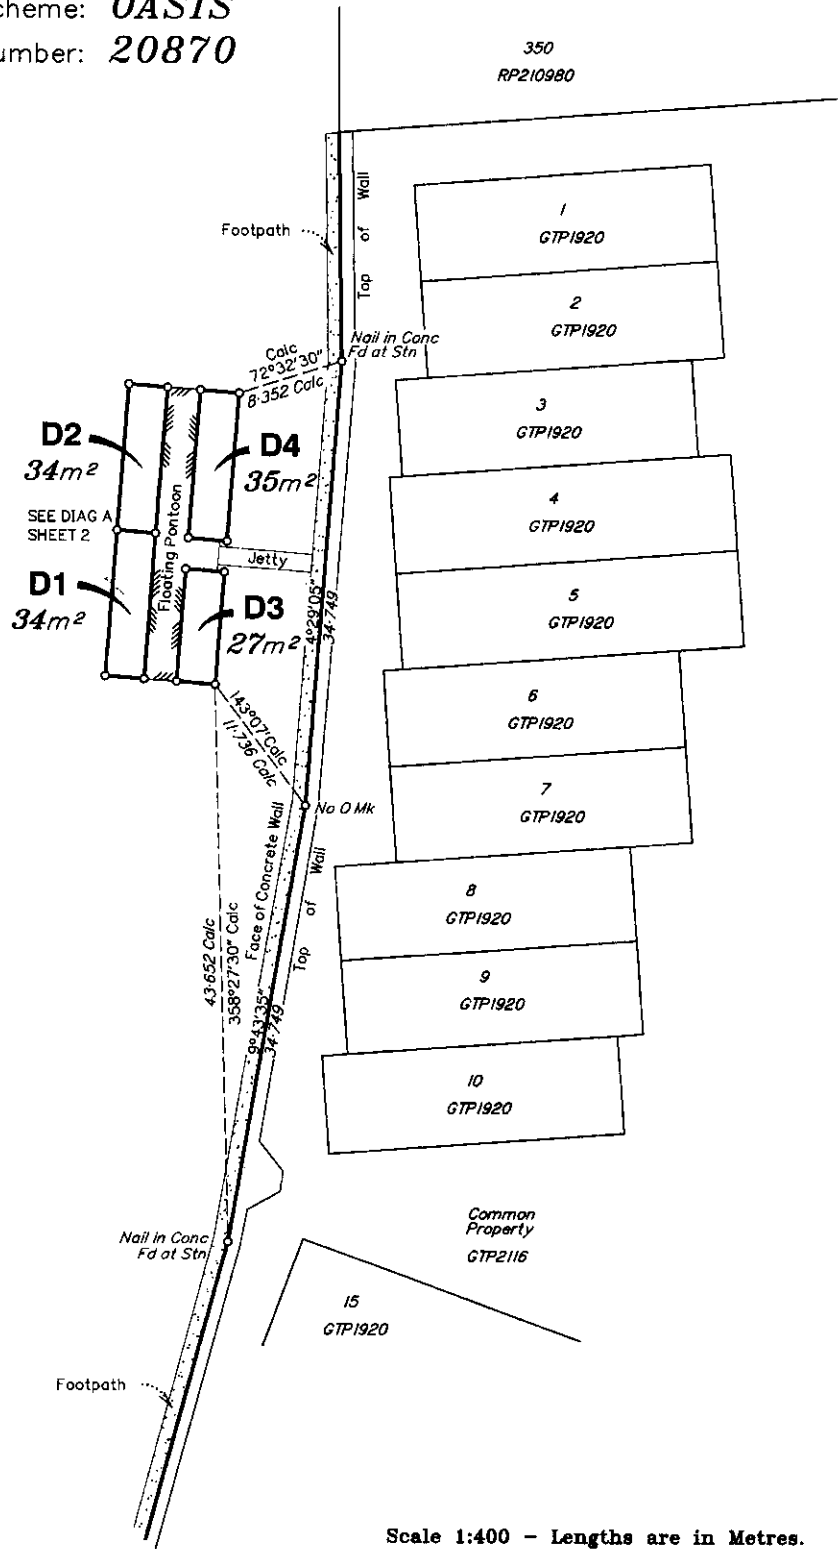 cheme: OASIS
umber: 20870
350
RP210980
Footpath
Top of Wall
1
GTP1920
2
GTP1920
Nail in Conc
Fd at Stn
Calc
72°32'30"
8·352 Calc
3
GTP1920
D2
34m²
D4
35m²
SEE DIAG A
SHEET 2
Floating Pontoon
4
GTP1920
Jetty
D1
34m²
D3
27m²
4°29'05"
34·749
5
GTP1920
143°07' Calc
11·736 Calc
6
GTP1920
No O Mk
7
GTP1920
Face of Concrete Wall
Top of Wall
8
GTP1920
43·652 Calc
358°27'30" Calc
9°43'35"
34·749
9
GTP1920
10
GTP1920
Nail in Conc
Fd at Stn
Common
Property
GTP2116
15
GTP1920
Footpath
Scale 1:400 – Lengths are in Metres.